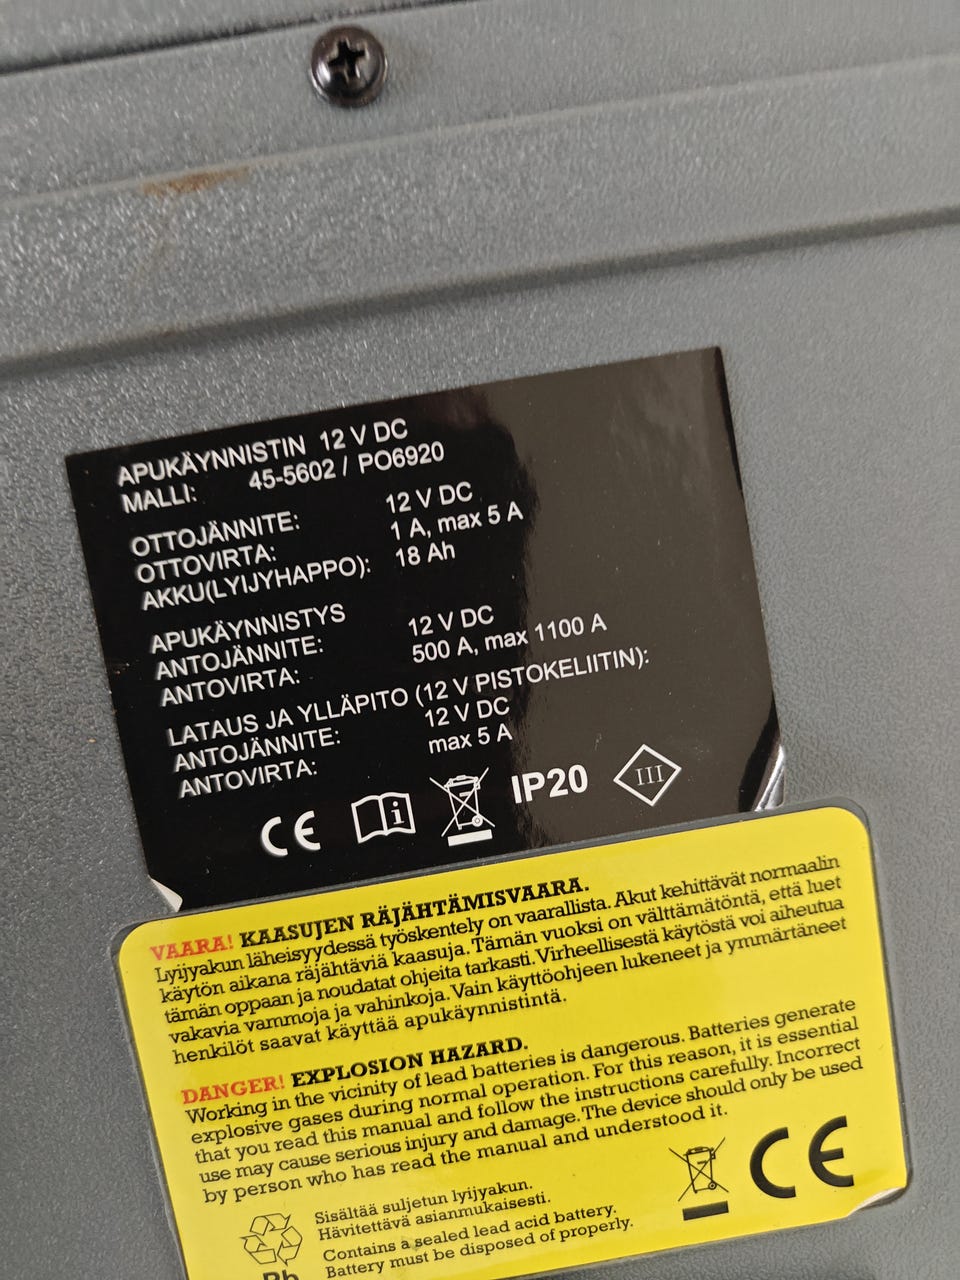 APUKÄYNNISTIN 12 V DC
MALLI: 45-5602 / PO6920
OTTOJÄNNITE: 12 V DC
OTTOVIRTA: 1 A, max 5 A
AKKU(LYIJYHAPPO): 18 Ah
APUKÄYNNISTYS
ANTOJÄNNITE: 12 V DC
ANTOVIRTA: 500 A, max 1100 A
LATAUS JA YLLÄPITO (12 V PISTOKELIITIN):
ANTOJÄNNITE: 12 V DC
ANTOVIRTA: max 5 A
CE i IP20 III
VAARA! KAASUJEN RÄJÄHTÄMISVAARA.
Lyijyakun läheisyydessä työskentely on vaarallista. Akut kehittävät normaalin
käytön aikana räjähtäviä kaasuja. Tämän vuoksi on välttämätöntä, että luet
tämän oppaan ja noudatat ohjeita tarkasti. Virheellisestä käytöstä voi aiheutua
vakavia vammoja ja vahinkoja. Vain käyttöohjeen lukeneet ja ymmärtäneet
henkilöt saavat käyttää apukäynnistintä.
DANGER! EXPLOSION HAZARD.
Working in the vicinity of lead batteries is dangerous. Batteries generate
explosive gases during normal operation. For this reason, it is essential
that you read this manual and follow the instructions carefully. Incorrect
use may cause serious injury and damage. The device should only be used
by person who has read the manual and understood it.
Sisältää suljetun lyijyakun.
Hävitettävä asianmukaisesti.
Contains a sealed lead acid battery.
Battery must be disposed of properly.
CE
Pb